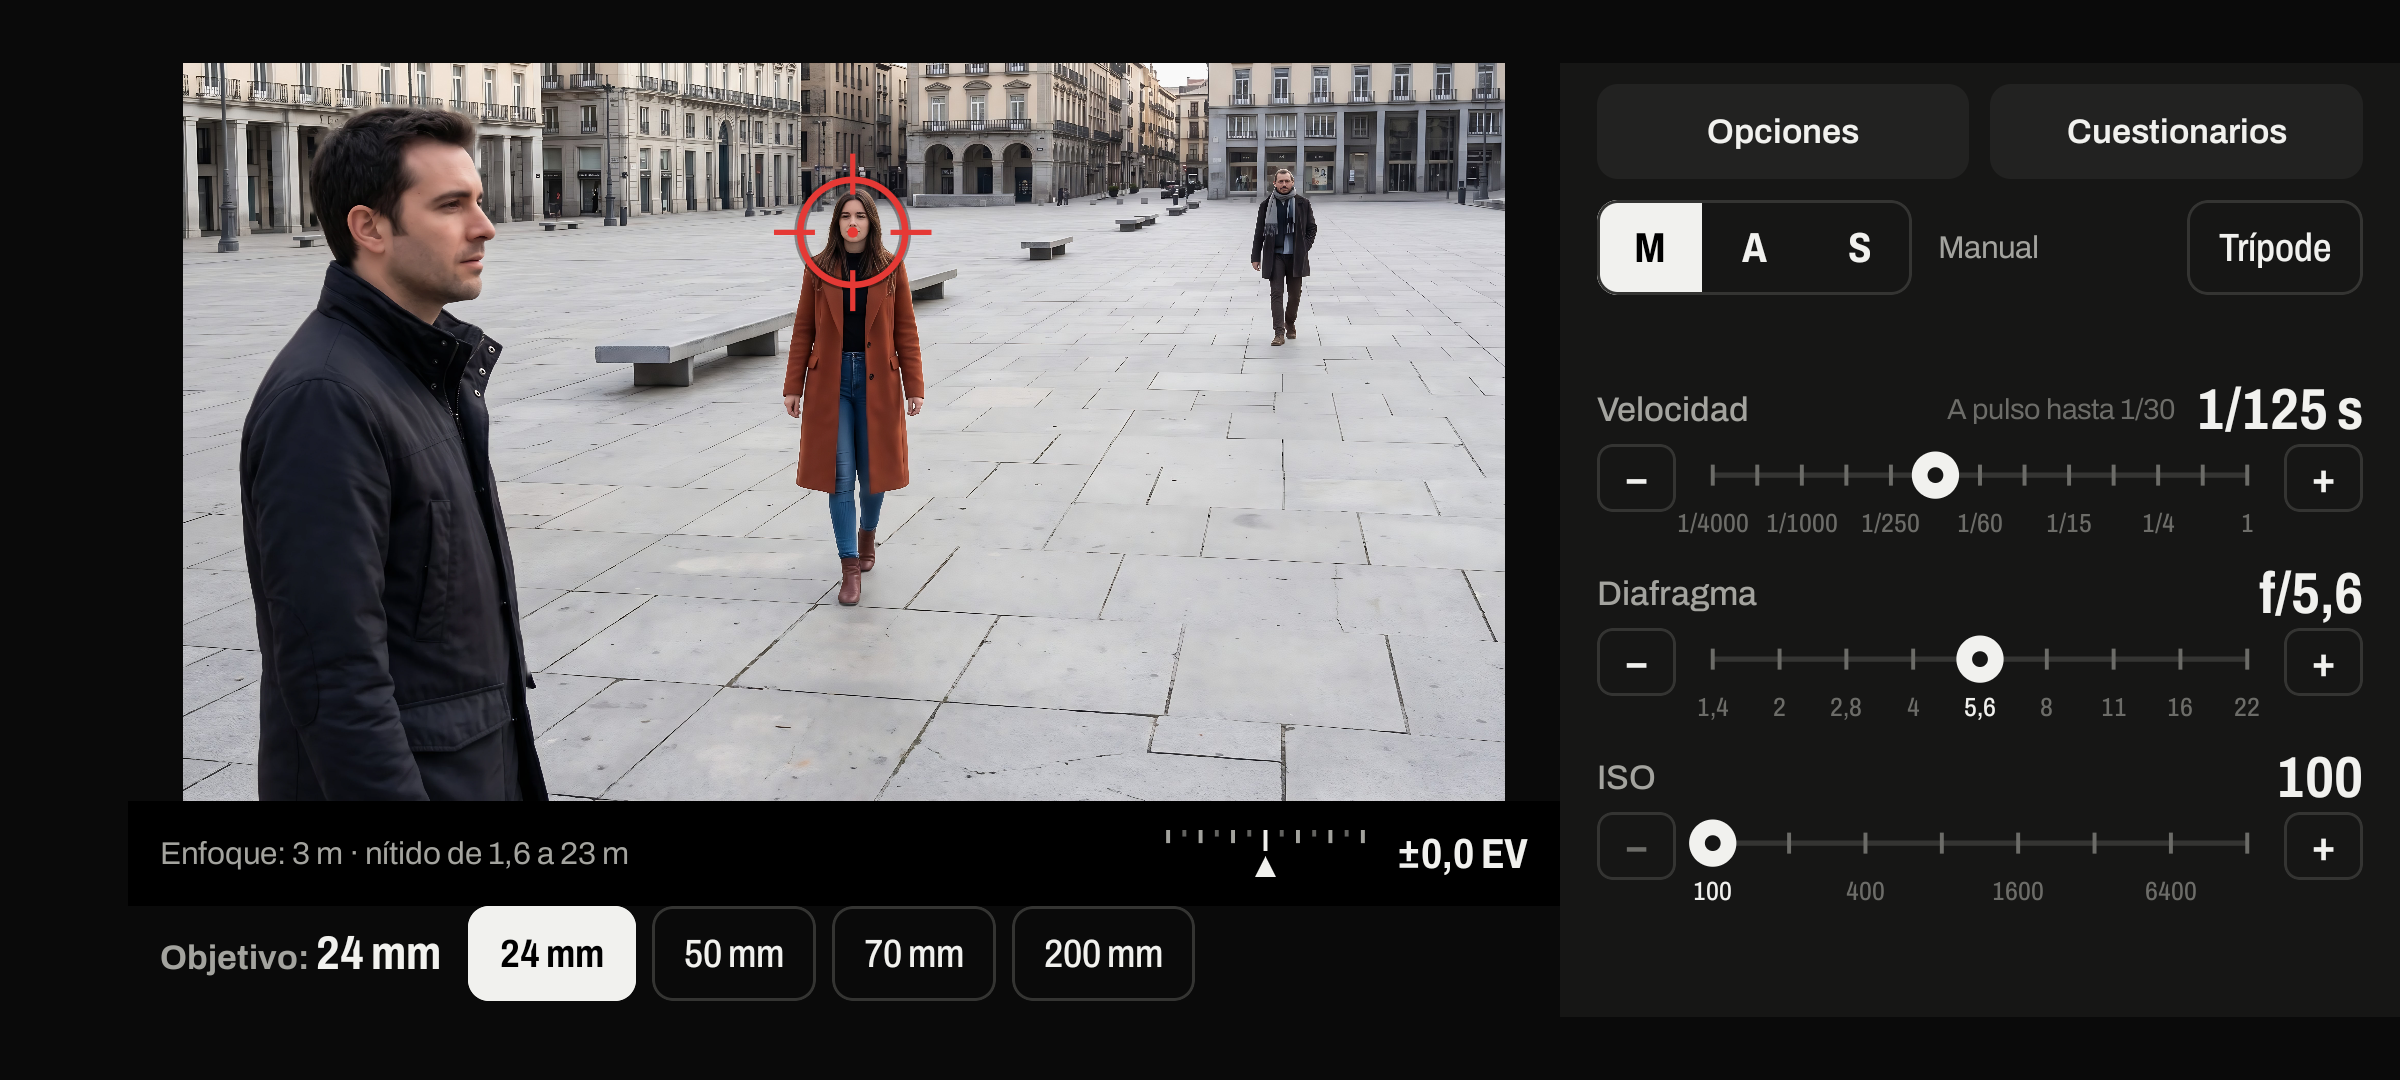 Opciones
Cuestionarios
M A S Manual
Trípode
Velocidad A pulso hasta 1/30 1/125 s
− +
1/4000 1/1000 1/250 1/60 1/15 1/4 1
Diafragma f/5,6
− +
1,4 2 2,8 4 5,6 8 11 16 22
ISO 100
− +
100 400 1600 6400
Enfoque: 3 m · nítido de 1,6 a 23 m
±0,0 EV
Objetivo: 24 mm
24 mm
50 mm
70 mm
200 mm